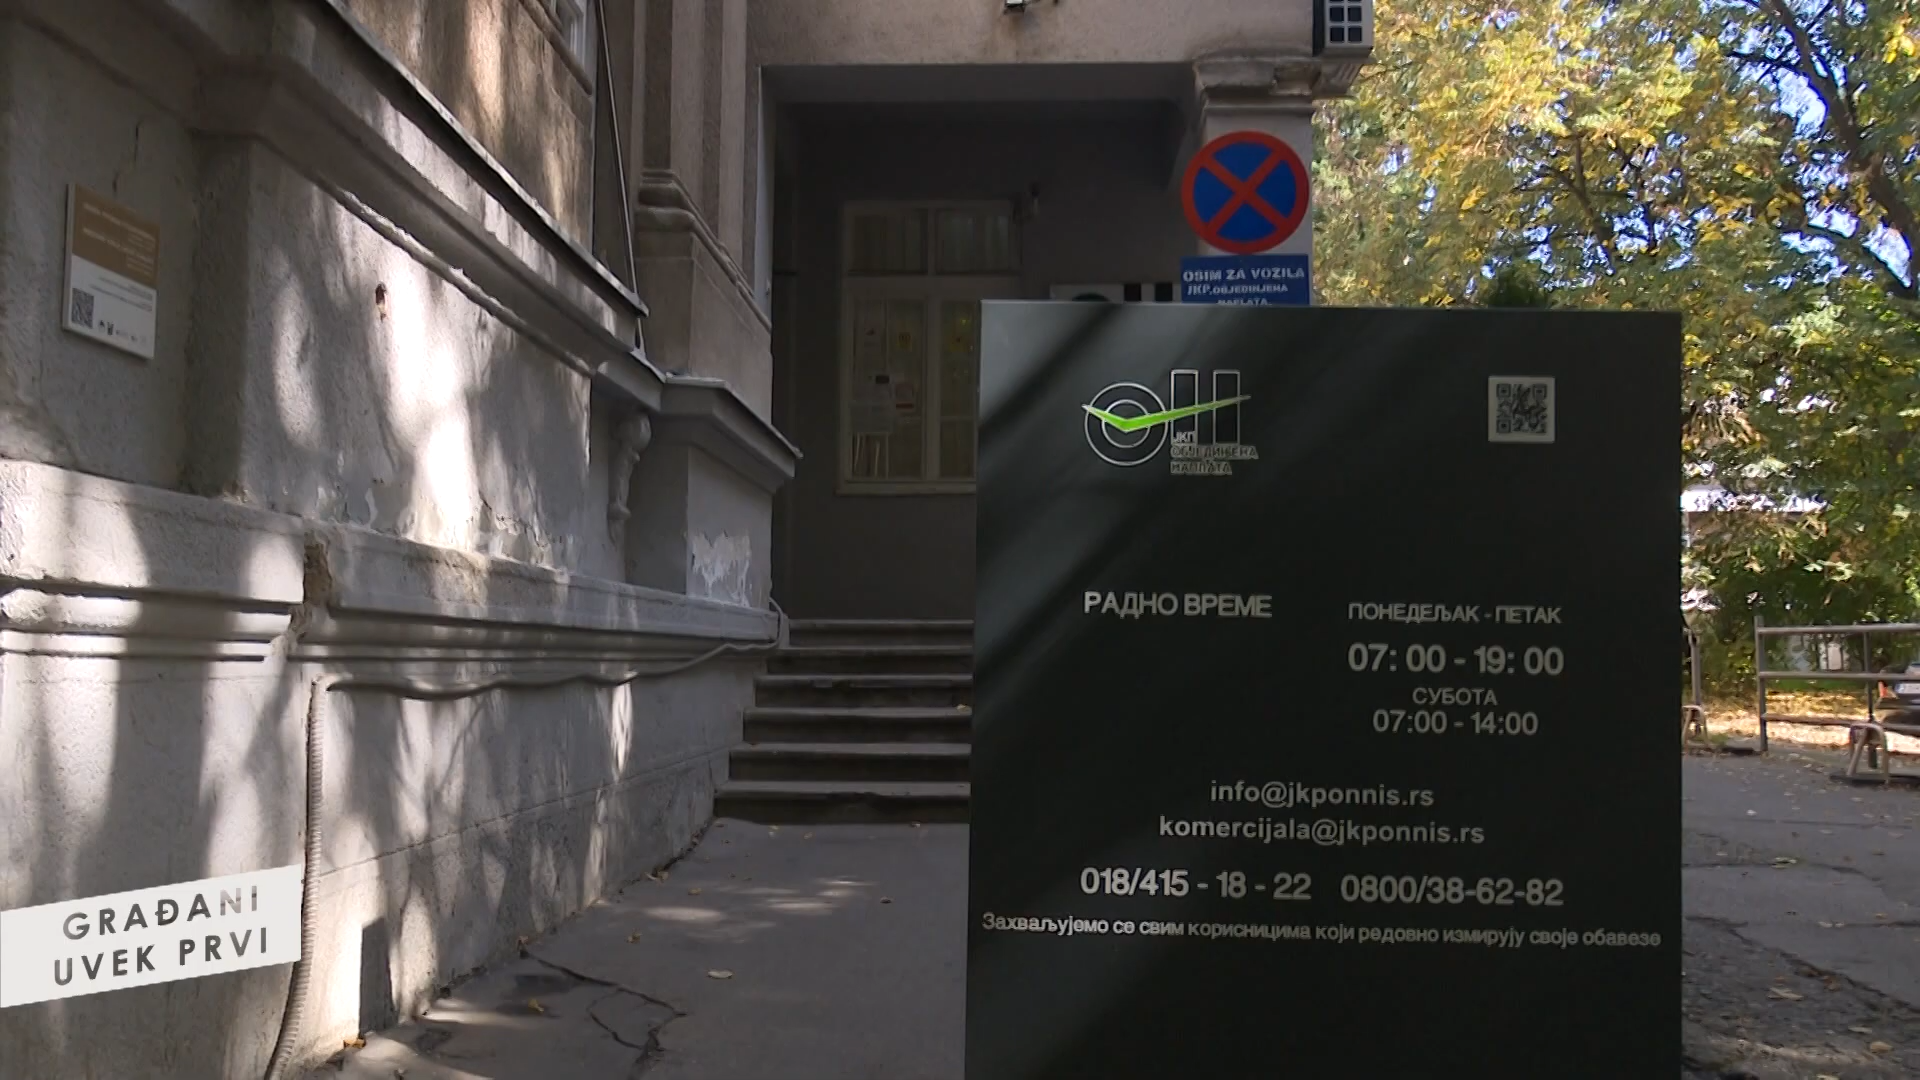 OSIM ZA VOZILA
JKP.OBJEDINJENA
NAPLATA
ЈКП
ОБЈЕДИЊЕНА
НАПЛАТА
РАДНО ВРЕМЕ
ПОНЕДЕЉАК - ПЕТАК
07: 00 - 19: 00
СУБОТА
07:00 - 14:00
info@jkponnis.rs
komercijala@jkponnis.rs
018/415 - 18 - 22 0800/38-62-82
Захваљујемо се свим корисницима који редовно измирују своје обавезе
GRAĐANI
UVEK PRVI